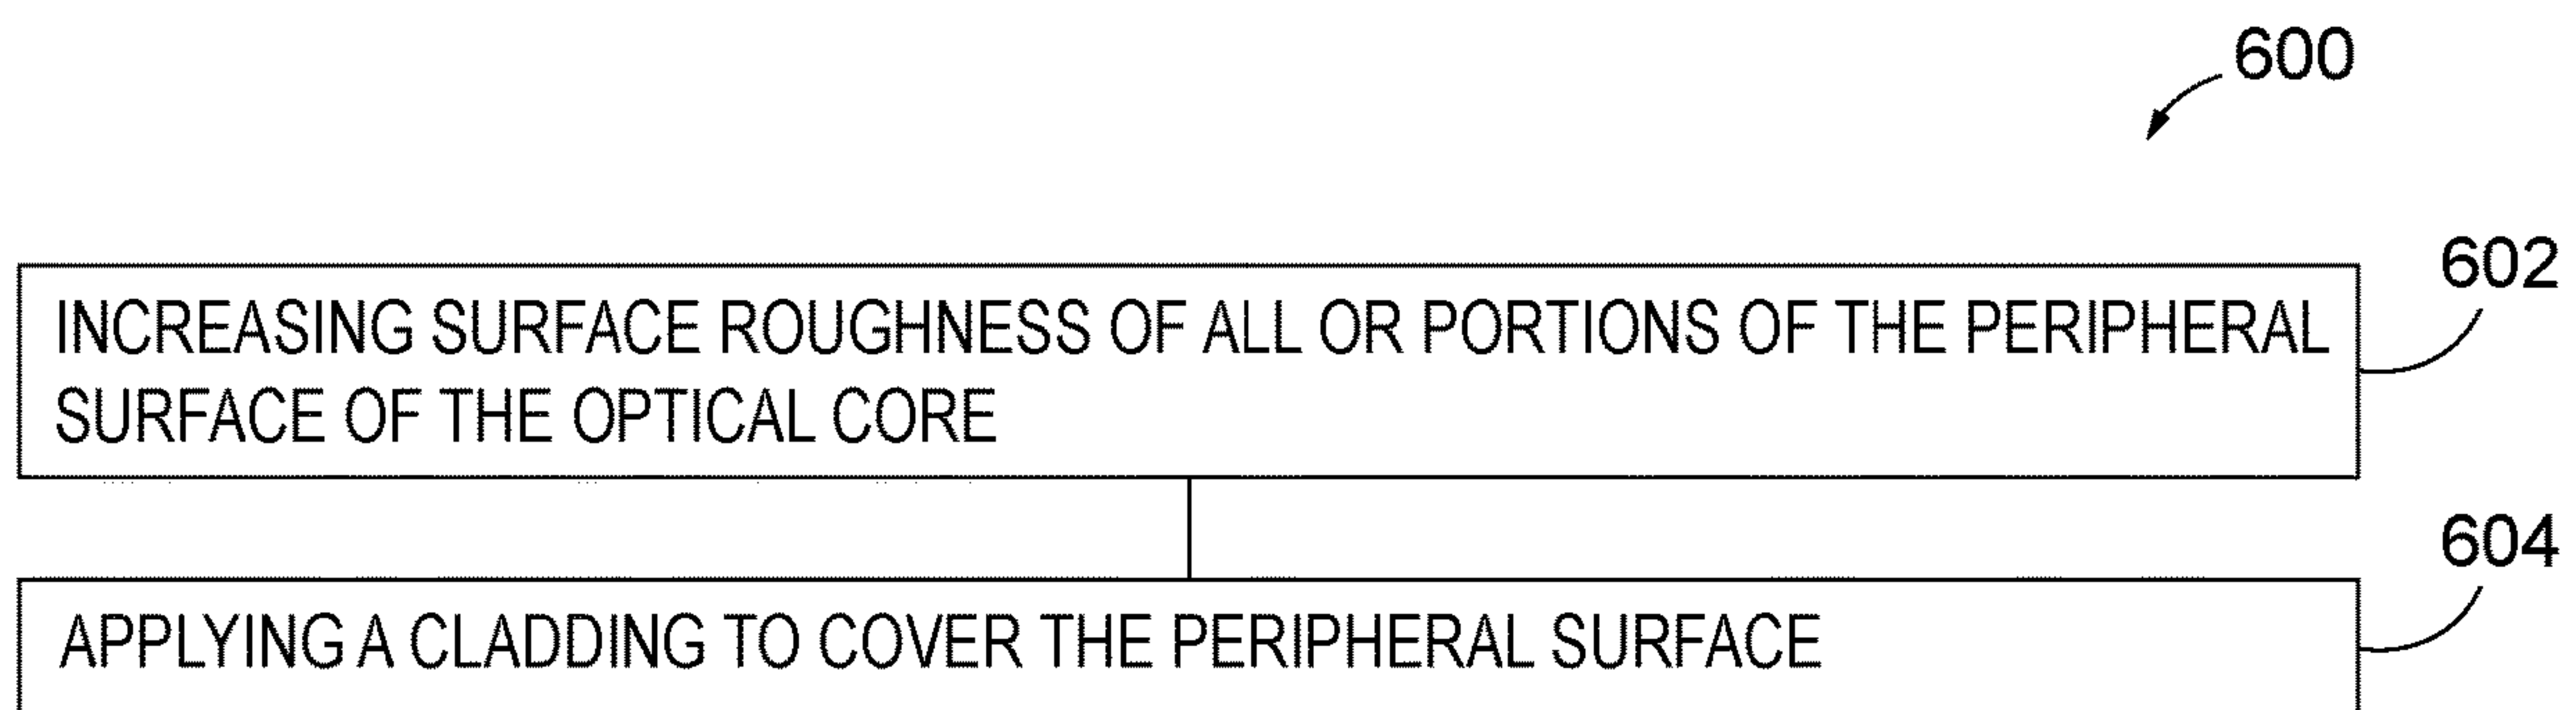 600
602
INCREASING SURFACE ROUGHNESS OF ALL OR PORTIONS OF THE PERIPHERAL
SURFACE OF THE OPTICAL CORE
604
APPLYING A CLADDING TO COVER THE PERIPHERAL SURFACE